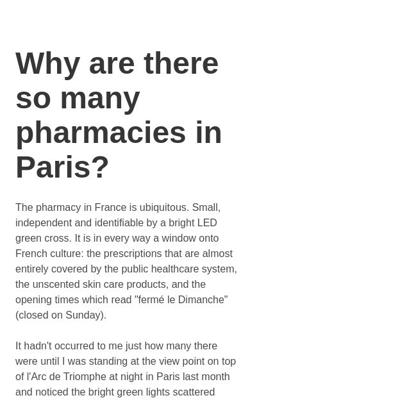 Why are there
so many
pharmacies in
Paris?
The pharmacy in France is ubiquitous. Small,
independent and identifiable by a bright LED
green cross. It is in every way a window onto
French culture: the prescriptions that are almost
entirely covered by the public healthcare system,
the unscented skin care products, and the
opening times which read "fermé le Dimanche"
(closed on Sunday).
It hadn't occurred to me just how many there
were until I was standing at the view point on top
of l'Arc de Triomphe at night in Paris last month
and noticed the bright green lights scattered